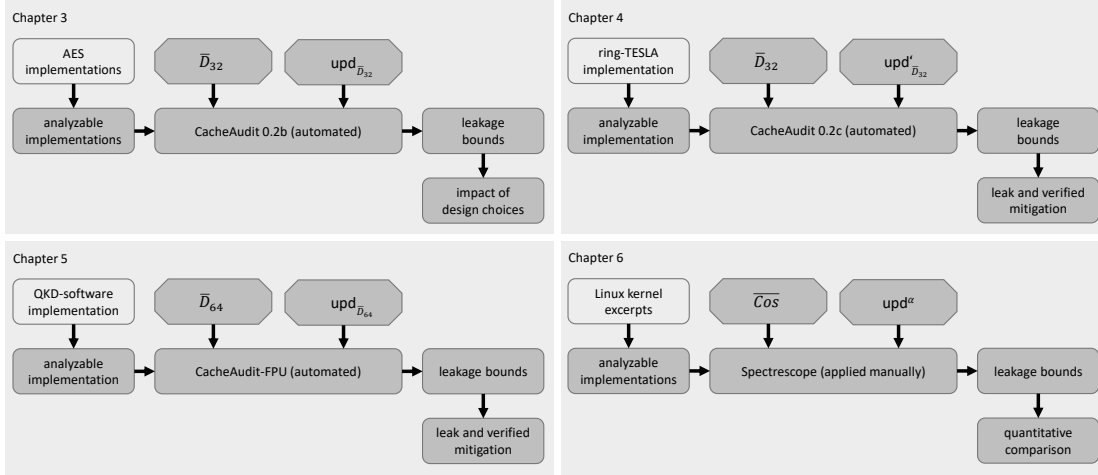 Chapter 3
AES
implementations
D̅₃₂
upd_D̅₃₂
analyzable
implementations
CacheAudit 0.2b (automated)
leakage
bounds
impact of
design choices
Chapter 4
ring-TESLA
implementation
D̅₃₂
upd‘_D̅₃₂
analyzable
implementation
CacheAudit 0.2c (automated)
leakage
bounds
leak and verified
mitigation
Chapter 5
QKD-software
implementation
D̅₆₄
upd_D̅₆₄
analyzable
implementation
CacheAudit-FPU (automated)
leakage bounds
leak and verified
mitigation
Chapter 6
Linux kernel
excerpts
C̅o̅s̅
updᵅ
analyzable
implementations
Spectrescope (applied manually)
leakage bounds
quantitative
comparison